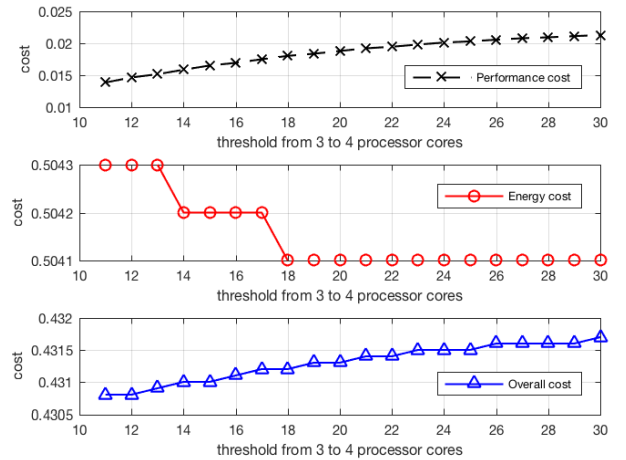 0.025
0.02
0.015
0.01
cost
Performance cost
10 12 14 16 18 20 22 24 26 28 30
threshold from 3 to 4 processor cores
0.5043
0.5042
0.5041
cost
Energy cost
10 12 14 16 18 20 22 24 26 28 30
threshold from 3 to 4 processor cores
0.432
0.4315
0.431
0.4305
cost
Overall cost
10 12 14 16 18 20 22 24 26 28 30
threshold from 3 to 4 processor cores